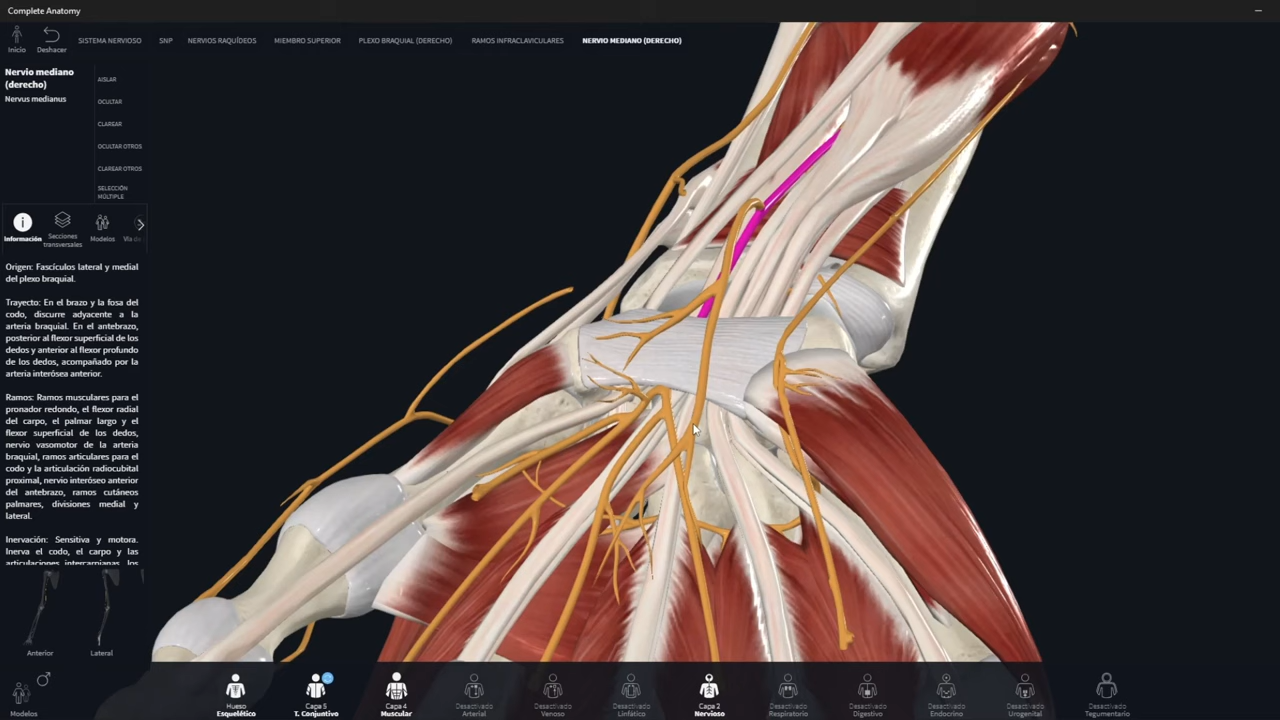 Complete Anatomy
Inicio
Deshacer
SISTEMA NERVIOSO
SNP
NERVIOS RAQUÍDEOS
MIEMBRO SUPERIOR
PLEXO BRAQUIAL (DERECHO)
RAMOS INFRACLAVICULARES
NERVIO MEDIANO (DERECHO)
Nervio mediano
(derecho)
Nervus medianus
AISLAR
OCULTAR
CLAREAR
OCULTAR OTROS
CLAREAR OTROS
SELECCIÓN
MÚLTIPLE
Información
Secciones
transversales
Modelos
Origen: Fascículos lateral y medial
del plexo braquial.
Trayecto: En el brazo y la fosa del
codo, discurre adyacente a la
arteria braquial. En el antebrazo,
posterior al flexor superficial de los
dedos y anterior al flexor profundo
de los dedos, acompañado por la
arteria interósea anterior.
Ramos: Ramos musculares para el
pronador redondo, el flexor radial
del carpo, el palmar largo y el
flexor superficial de los dedos,
nervio vasomotor de la arteria
braquial, ramos articulares para el
codo y la articulación radiocubital
proximal, nervio interóseo anterior
del antebrazo, ramos cutáneos
palmares, divisiones medial y
lateral.
Inervación: Sensitiva y motora.
Inerva el codo, el carpo y las
articulaciones intercarpianas, los
Anterior
Lateral
Modelos
Hueso
Esquelético
Capa 5
T. Conjuntivo
Capa 4
Muscular
Desactivado
Arterial
Desactivado
Venoso
Desactivado
Linfático
Capa 2
Nervioso
Desactivado
Respiratorio
Desactivado
Digestivo
Desactivado
Endocrino
Desactivado
Urogenital
Desactivado
Tegumentario